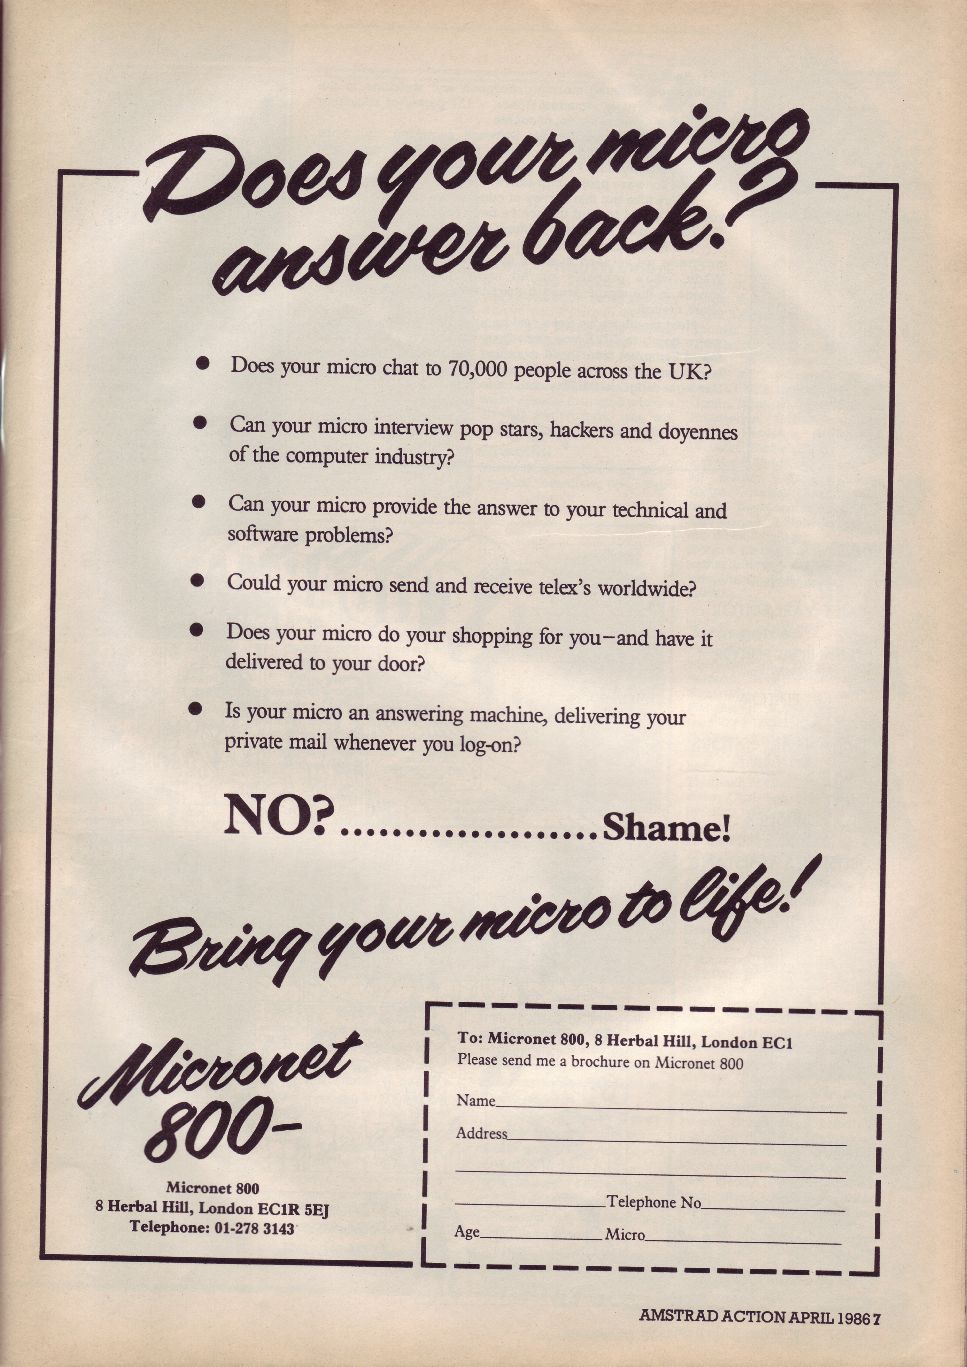 Does your micro
answer back?
● Does your micro chat to 70,000 people across the UK?
● Can your micro interview pop stars, hackers and doyennes
of the computer industry?
● Can your micro provide the answer to your technical and
software problems?
● Could your micro send and receive telex's worldwide?
● Does your micro do your shopping for you—and have it
delivered to your door?
● Is your micro an answering machine, delivering your
private mail whenever you log-on?
NO?....................Shame!
Bring your micro to life!
Micronet
800-
Micronet 800
8 Herbal Hill, London EC1R 5EJ
Telephone: 01-278 3143
To: Micronet 800, 8 Herbal Hill, London EC1
Please send me a brochure on Micronet 800
Name
Address
Telephone No
Age Micro
AMSTRAD ACTION APRIL 1986 7